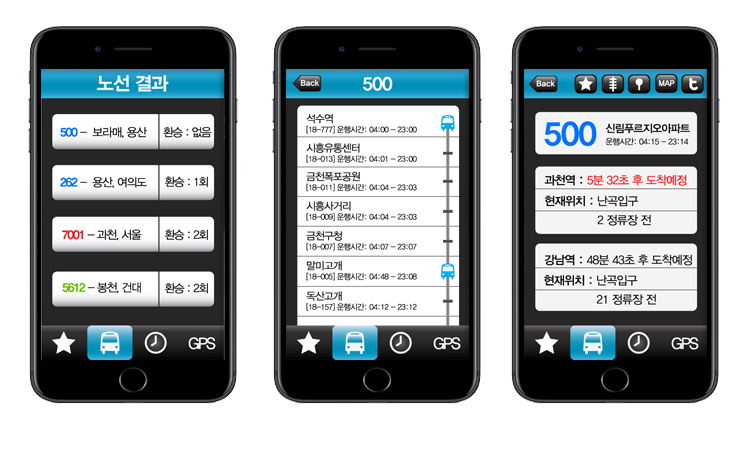 노선 결과
500 – 보라매, 용산 환승 : 없음
262 – 용산, 여의도 환승 : 1회
7001 – 과천, 서울 환승 : 2회
5612 – 봉천, 건대 환승 : 2회
GPS
Back 500
석수역
[18-777] 운행시간: 04:00 ~ 23:00
시흥유통센터
[18-013] 운행시간: 04:01 ~ 23:00
금천폭포공원
[18-011] 운행시간: 04:04 ~ 23:03
시흥사거리
[18-009] 운행시간: 04:04 ~ 23:03
금천구청
[18-007] 운행시간: 04:07 ~ 23:07
말미고개
[18-005] 운행시간: 04:48 ~ 23:08
독산고개
[18-157] 운행시간: 04:12 ~ 23:12
GPS
Back MAP t
500 신림푸르지오아파트
운행시간: 04:15 ~ 23:14
과천역 : 5분 32초 후 도착예정
현재위치 : 난곡입구
2 정류장 전
강남역 : 48분 43초 후 도착예정
현재위치 : 난곡입구
21 정류장 전
GPS